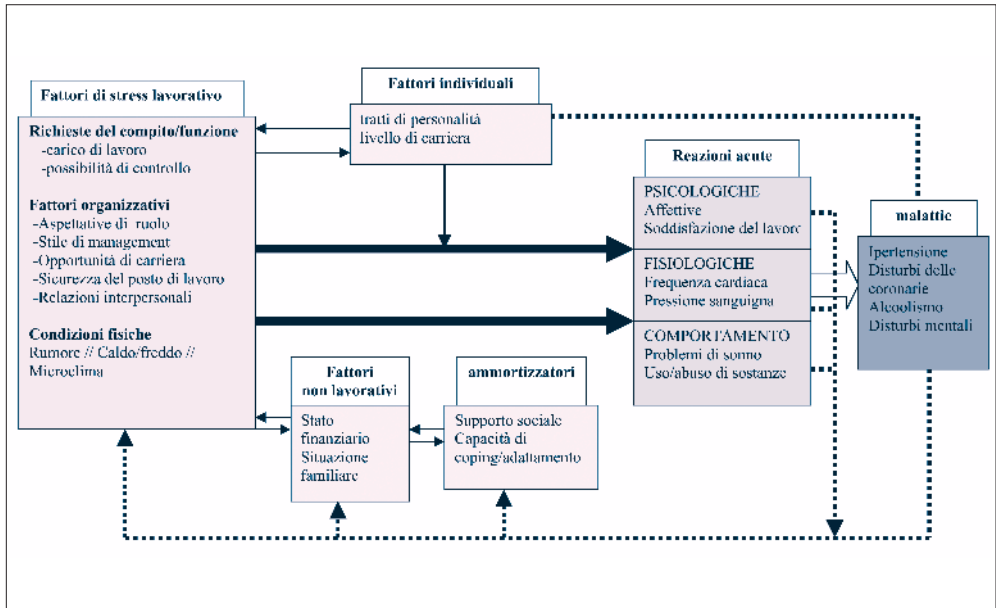 Fattori di stress lavorativo
Richieste del compito/funzione
-carico di lavoro
-possibilità di controllo
Fattori organizzativi
-Aspettative di ruolo
-Stile di management
-Opportunità di carriera
-Sicurezza del posto di lavoro
-Relazioni interpersonali
Condizioni fisiche
Rumore // Caldo/freddo //
Microclima
Fattori individuali
tratti di personalità
livello di carriera
Fattori
non lavorativi
Stato
finanziario
Situazione
familiare
ammortizzatori
Supporto sociale
Capacità di
coping/adattamento
Reazioni acute
PSICOLOGICHE
Affettive
Soddisfazione del lavoro
FISIOLOGICHE
Frequenza cardiaca
Pressione sanguigna
COMPORTAMENTO
Problemi di sonno
Uso/abuso di sostanze
malattie
Ipertensione
Disturbi delle
coronarie
Alcoolismo
Disturbi mentali